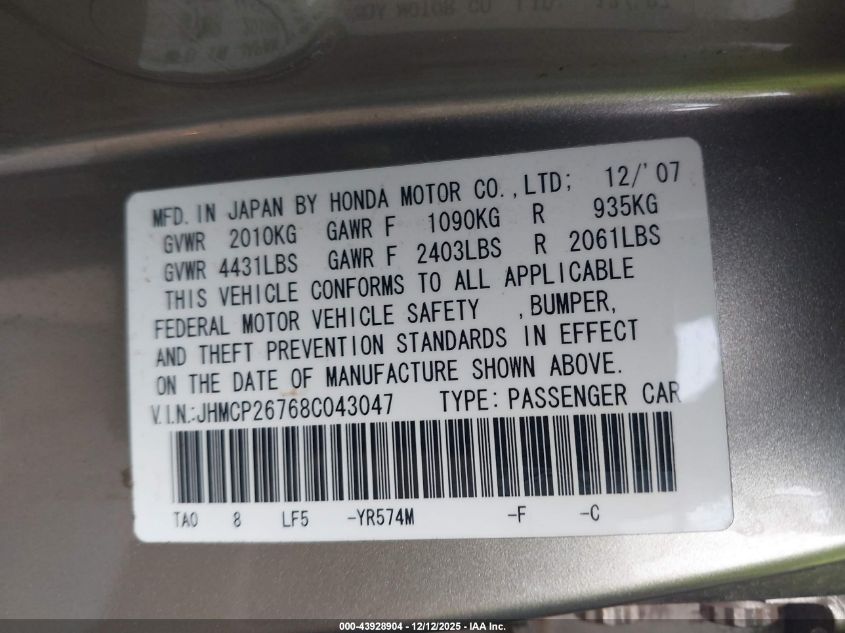 MFD. IN JAPAN BY HONDA MOTOR CO., LTD; 12/'07
GVWR 2010KG GAWR F 1090KG R 935KG
GVWR 4431LBS GAWR F 2403LBS R 2061LBS
THIS VEHICLE CONFORMS TO ALL APPLICABLE
FEDERAL MOTOR VEHICLE SAFETY , BUMPER,
AND THEFT PREVENTION STANDARDS IN EFFECT
ON THE DATE OF MANUFACTURE SHOWN ABOVE.
V.I.N.: JHMCP26768C043047 TYPE: PASSENGER CAR
TA0 8 LF5 -YR574M -F -C
000-43928904 - 12/12/2025 - IAA Inc.